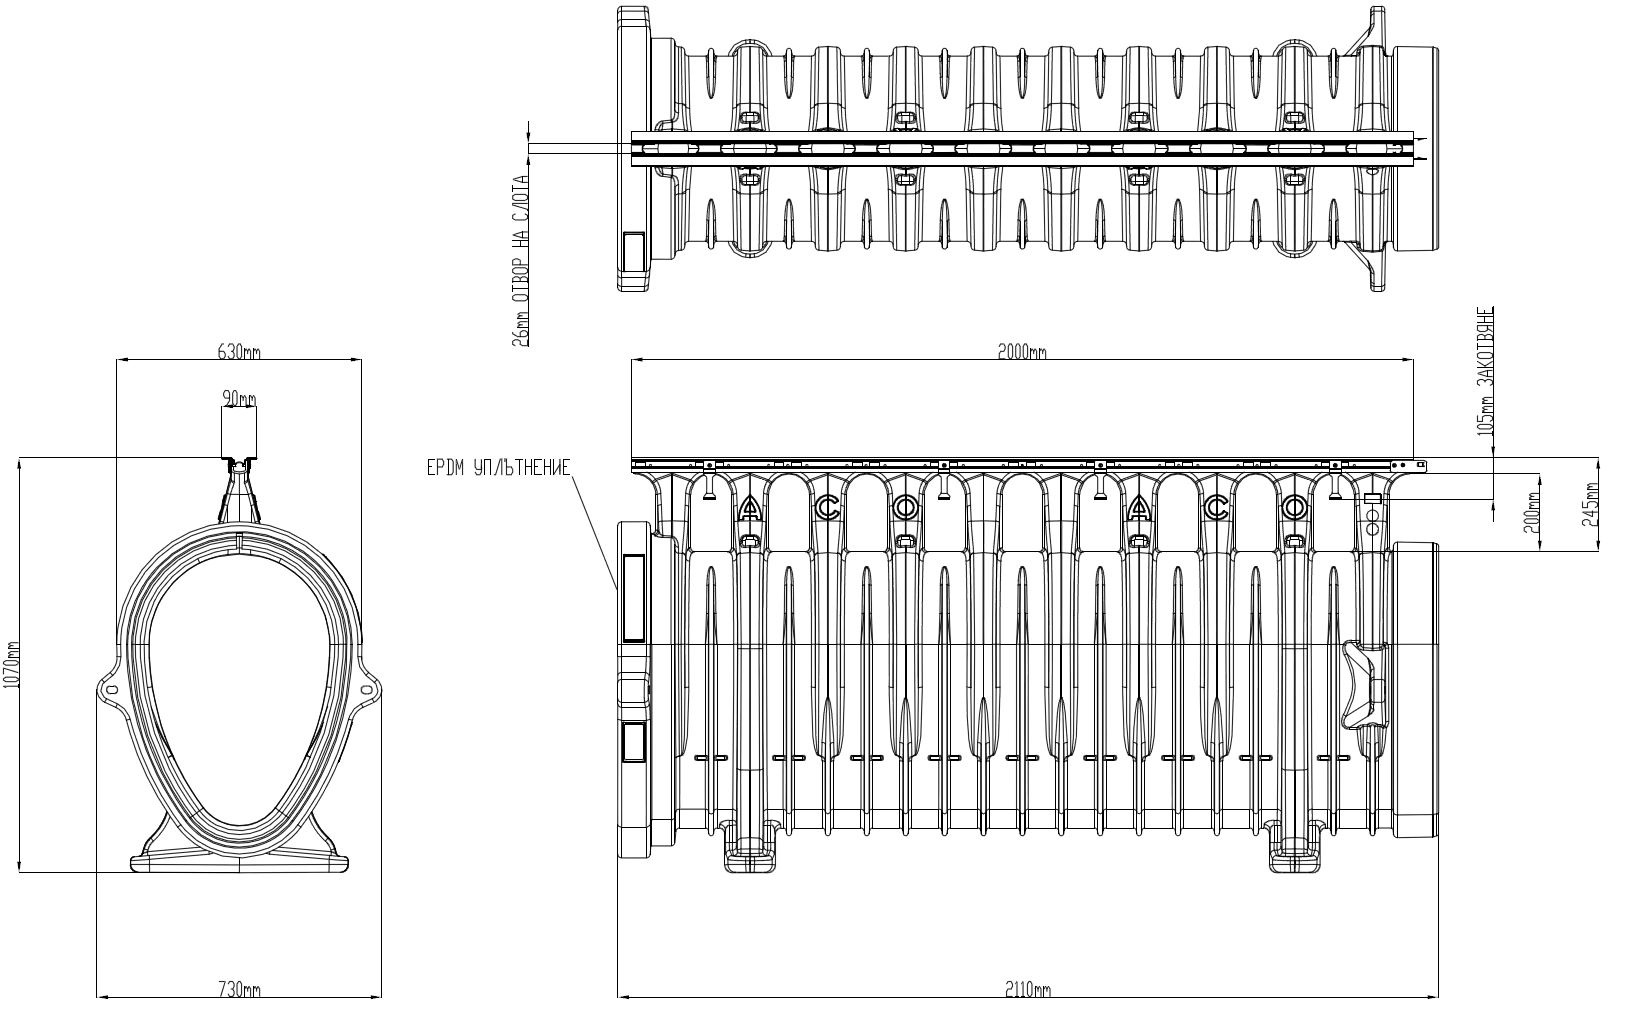 26mm ОТВОР НА СЛОТА
630mm
2000mm
105mm ЗАКОТВЯНЕ
90mm
EPDM УПЛЪТНЕНИЕ
A C O A C O
200mm
245mm
1070mm
730mm
2110mm